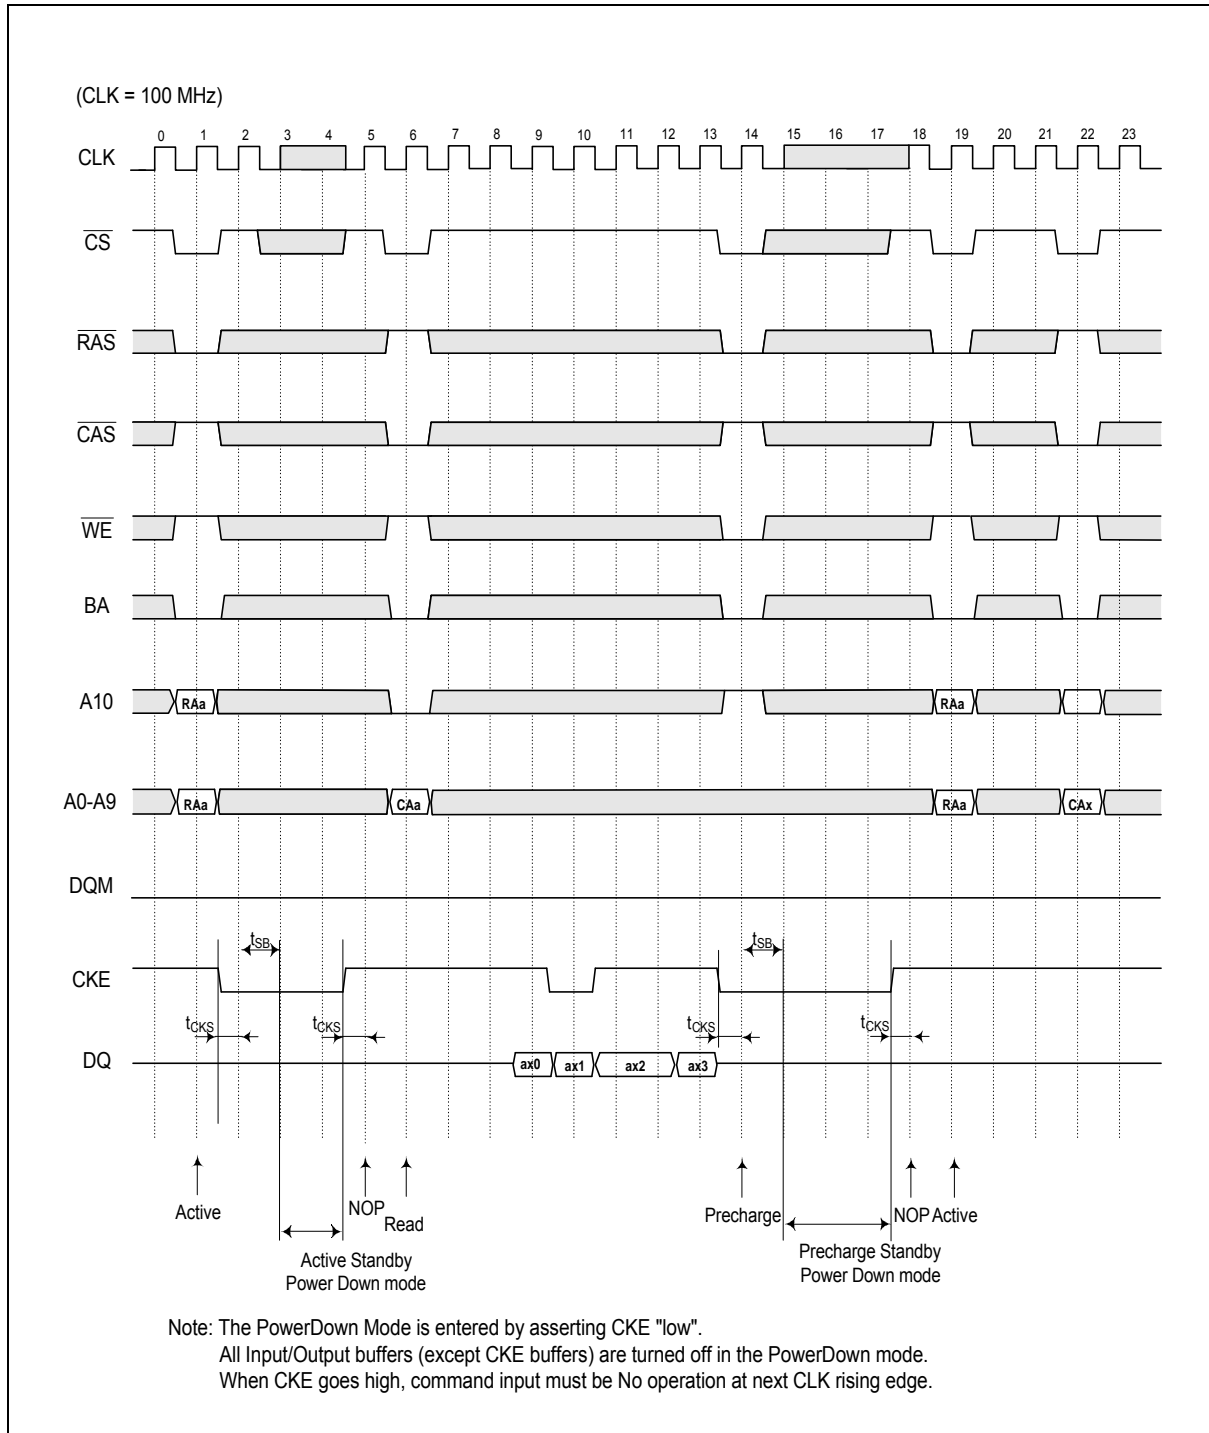 (CLK = 100 MHz)
0 1 2 3 4 5 6 7 8 9 10 11 12 13 14 15 16 17 18 19 20 21 22 23
CLK
CS
RAS
CAS
WE
BA
A10 RAa RAa
A0-A9 RAa CAa RAa CAx
DQM
tSB tSB
CKE
tCKS tCKS tCKS tCKS
DQ ax0 ax1 ax2 ax3
Active NOP Read Precharge NOP Active
Active Standby
Power Down mode
Precharge Standby
Power Down mode
Note: The PowerDown Mode is entered by asserting CKE "low".
All Input/Output buffers (except CKE buffers) are turned off in the PowerDown mode.
When CKE goes high, command input must be No operation at next CLK rising edge.